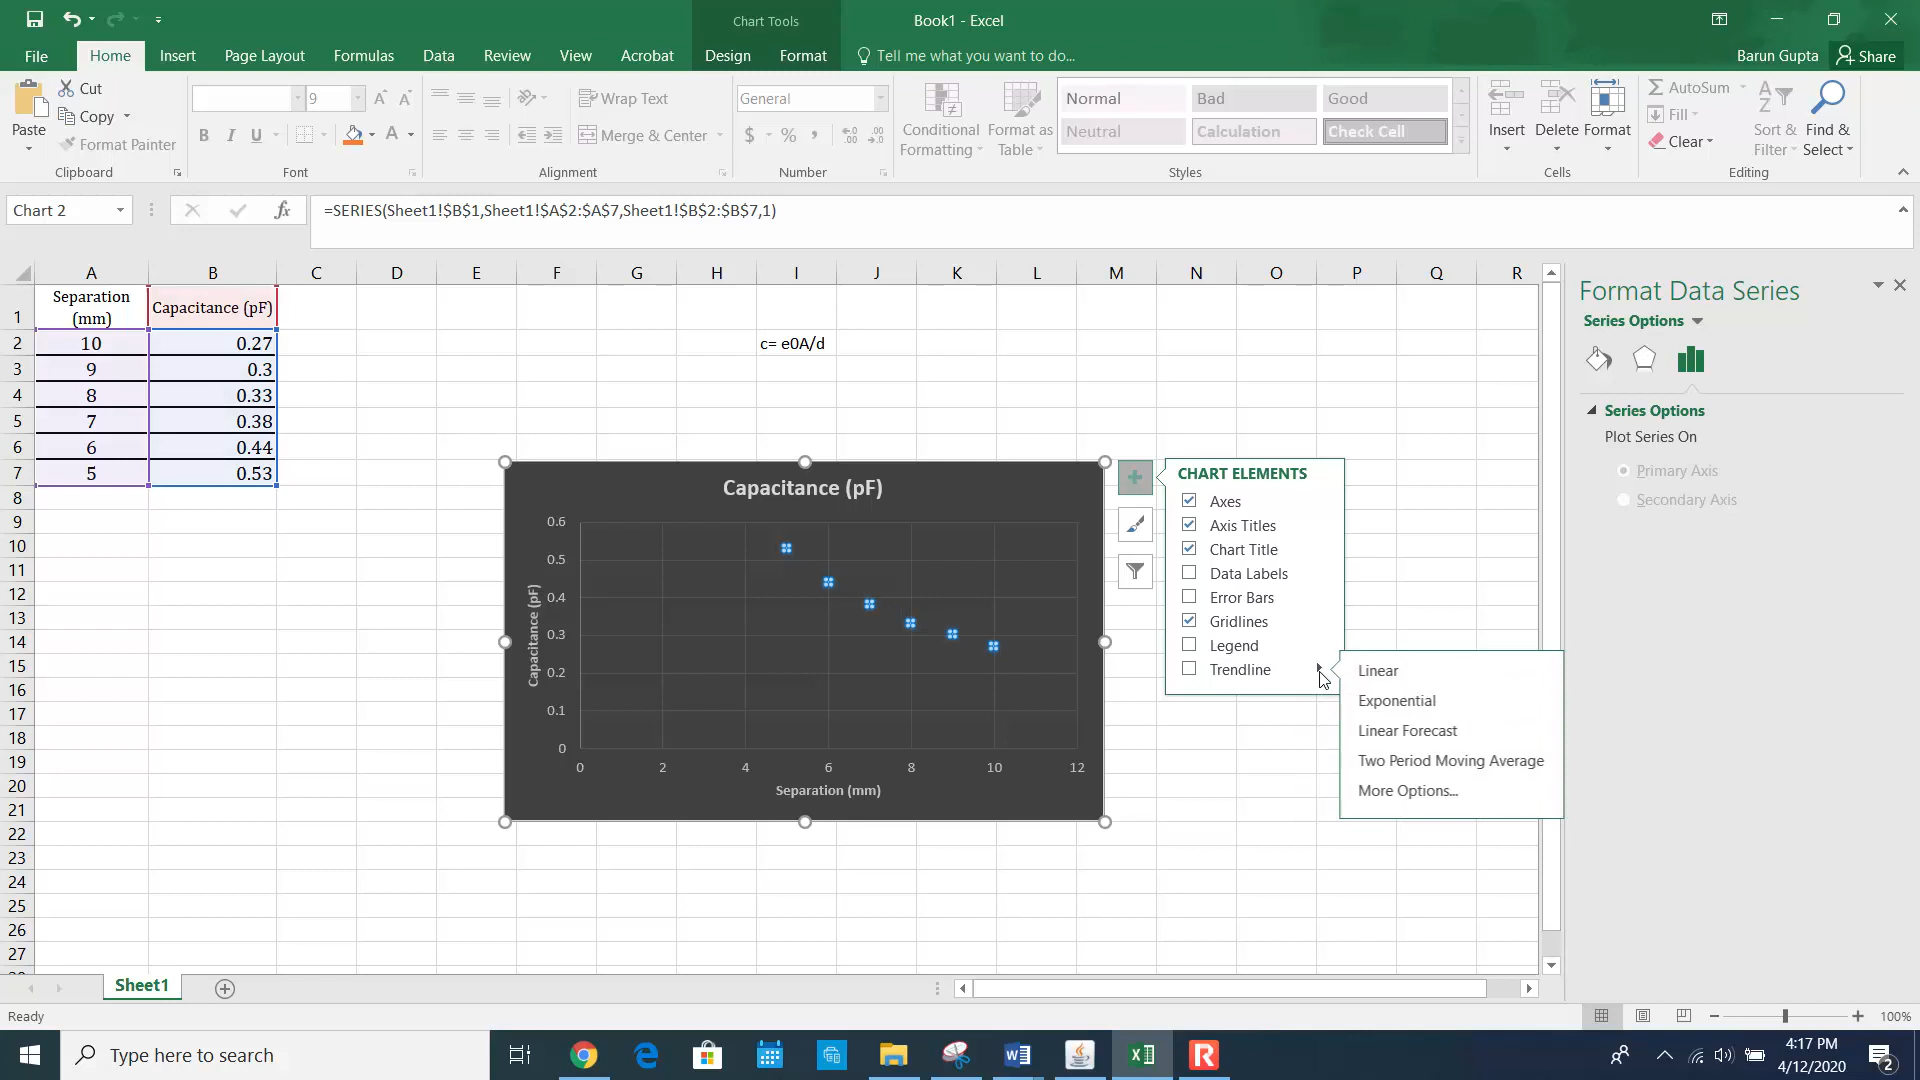 Chart Tools
Book1 - Excel
File Home Insert Page Layout Formulas Data Review View Acrobat Design Format Tell me what you want to do... Barun Gupta Share
Paste
Cut
Copy
Format Painter
Clipboard
9
A A
B I U
A
Font
Wrap Text
Merge & Center
Alignment
General
$ % ,
Number
Conditional Formatting
Format as Table
Normal Bad Good
Neutral Calculation Check Cell
Styles
Insert Delete Format
Cells
AutoSum
Fill
Clear
Sort & Filter
Find & Select
Editing
Chart 2
fx
=SERIES(Sheet1!$B$1,Sheet1!$A$2:$A$7,Sheet1!$B$2:$B$7,1)
A B C D E F G H I J K L M N O P Q R
1 Separation (mm) Capacitance (pF)
2 10 0.27 c= e0A/d
3 9 0.3
4 8 0.33
5 7 0.38
6 6 0.44
7 5 0.53
8
9
10
11
12
13
14
15
16
17
18
19
20
21
22
23
24
25
26
27
Capacitance (pF)
0.6
0.5
0.4
0.3
0.2
0.1
0
Capacitance (pF)
0 2 4 6 8 10 12
Separation (mm)
CHART ELEMENTS
Axes
Axis Titles
Chart Title
Data Labels
Error Bars
Gridlines
Legend
Trendline
Linear
Exponential
Linear Forecast
Two Period Moving Average
More Options...
Format Data Series
Series Options
Series Options
Plot Series On
Primary Axis
Secondary Axis
Sheet1
Ready
100%
Type here to search
4:17 PM
4/12/2020
2